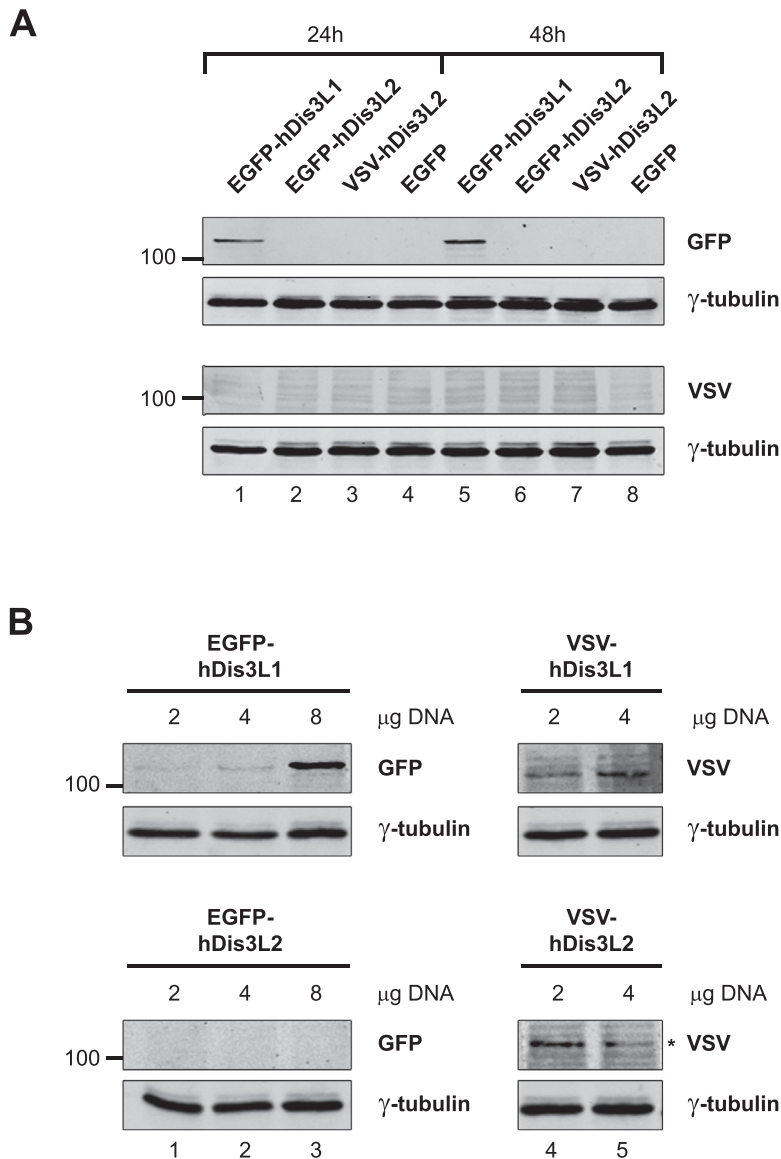 A
24h 48h
EGFP-hDis3L1 EGFP-hDis3L2 VSV-hDis3L2 EGFP EGFP-hDis3L1 EGFP-hDis3L2 VSV-hDis3L2 EGFP
GFP
100
γ-tubulin
VSV
100
γ-tubulin
1 2 3 4 5 6 7 8
B
EGFP-
hDis3L1
VSV-
hDis3L1
2 4 8 μg DNA
2 4 μg DNA
100
GFP
VSV
γ-tubulin
γ-tubulin
EGFP-
hDis3L2
VSV-
hDis3L2
2 4 8 μg DNA
2 4 μg DNA
100
GFP
* VSV
γ-tubulin
γ-tubulin
1 2 3
4 5